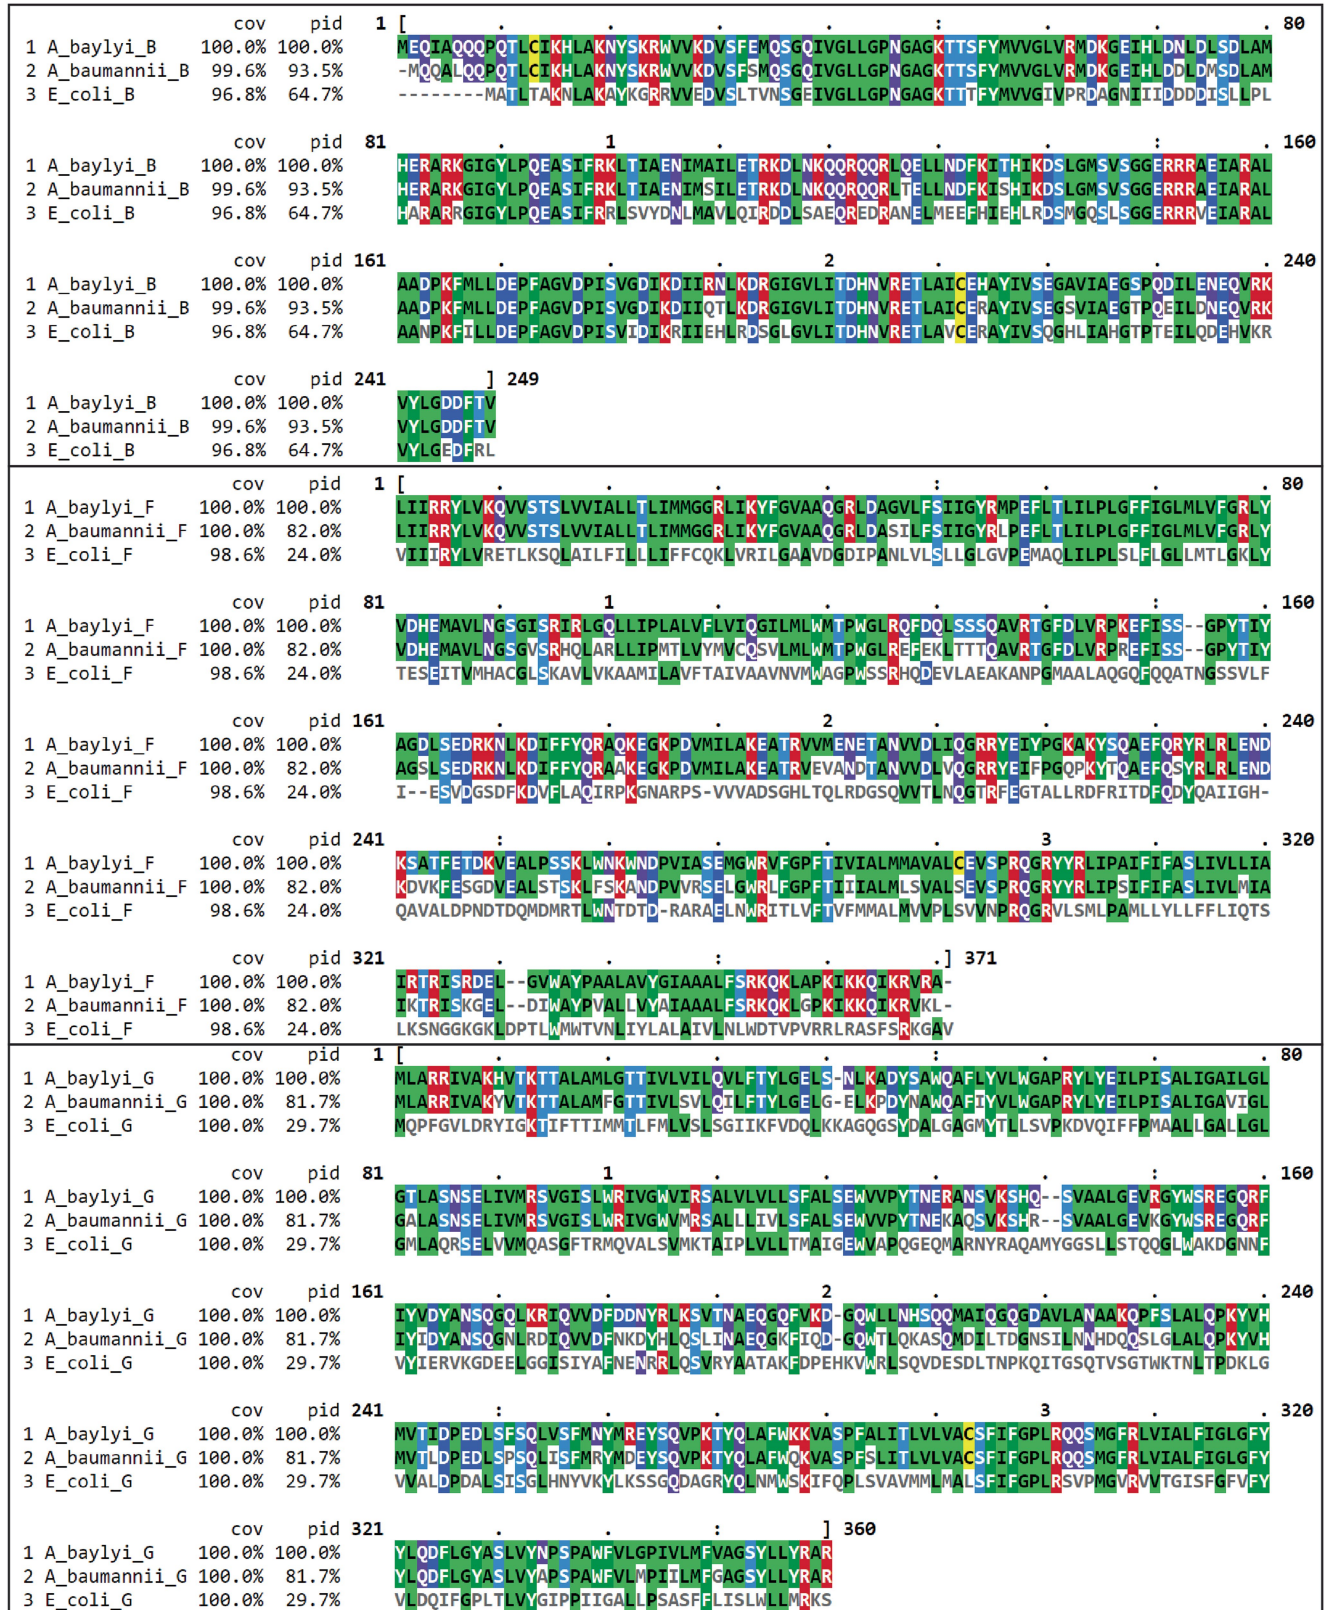 cov pid 1 [ . . . . : . . . 80
1 A_baylyi_B 100.0% 100.0% MEQIAQQQPQTLCIKHLAKNYSKRWVVKDVSFEMQSGQIVGLLGPNGAGKTTSFYMVVGLVRMDKGEIHLDNLDLSDLAM
2 A_baumannii_B 99.6% 93.5% -MQQALQQPQTLCIKHLAKNYSKRWVVKDVSFSMQSGQIVGLLGPNGAGKTTSFYMVVGLVRMDKGEIHLDDLDMSDLAM
3 E_coli_B 96.8% 64.7% --------MATLTAKNLAKAYKGRRVVEDVSLTVNSGEIVGLLGPNGAGKTTTFYMVVGIVPRDAGNIIIDDDDISLLPL
cov pid 81 . 1 . . . . : . 160
1 A_baylyi_B 100.0% 100.0% HERARKGIGYLPQEASIFRKLTIAENIMAILETRKDLNKQQRQQRLQELLNDFKITHIKDSLGMSVSGGERRRAEIARAL
2 A_baumannii_B 99.6% 93.5% HERARKGIGYLPQEASIFRKLTIAENIMSILETRKDLNKQQRQQRLTELLNDFKISHIKDSLGMSVSGGERRRAEIARAL
3 E_coli_B 96.8% 64.7% HARARRGIGYLPQEASIFRRLSVYDNLMAVLQIRDDLSAEQREDRANELMEEFHIEHLRDSMGQSLSGGERRRVEIARAL
cov pid 161 . . . 2 . . . . 240
1 A_baylyi_B 100.0% 100.0% AADPKFMLLDEPFAGVDPISVGDIKDIIRNLKDRGIGVLITDHNVRETLAICEHAYIVSEGAVIAEGSPQDILENEQVRK
2 A_baumannii_B 99.6% 93.5% AADPKFMLLDEPFAGVDPISVGDIKDIIQTLKDRGIGVLITDHNVRETLAICERAYIVSEGSVIAEGTPQEILDNEQVRK
3 E_coli_B 96.8% 64.7% AANPKFILLDEPFAGVDPISVIDIKRIIEHLRDSGLGVLITDHNVRETLAVCERAYIVSQGHLIAHGTPTEILQDEHVKR
cov pid 241 ] 249
1 A_baylyi_B 100.0% 100.0% VYLGDDFTV
2 A_baumannii_B 99.6% 93.5% VYLGDDFTV
3 E_coli_B 96.8% 64.7% VYLGEDFRL
cov pid 1 [ . . . . : . . . 80
1 A_baylyi_F 100.0% 100.0% LIIRRYLVKQVVSTSLVVIALLTLIMMGGRLIKYFGVAAQGRLDAGVLFSIIGYRMPEFLTLILPLGFFIGLMLVFGRLY
2 A_baumannii_F 100.0% 82.0% LIIRRYLVKQVVSTSLVVIALLTLIMMGGRLIKYFGVAAQGRLDASILFSIIGYRLPEFLTLILPLGFFIGLMLVFGRLY
3 E_coli_F 98.6% 24.0% VIIIRYLVRETLKSQLAILFILLLIFFCQKLVRILGAAVDGDIPANLVLSLLGLGVPEMAQLILPLSLFLGLLMTLGKLY
cov pid 81 . 1 . . . . : . 160
1 A_baylyi_F 100.0% 100.0% VDHEMAVLNGSGISRIRLGQLLIPLALVFLVIQGILMLWMTPWGLRQFDQLSSSQAVRTGFDLVRPKEFISS--GPYTIY
2 A_baumannii_F 100.0% 82.0% VDHEMAVLNGSGVSRHQLARLLIPMTLVYMVCQSVLMLWMTPWGLREFEKLTTTQAVRTGFDLVRPREFISS--GPYTIY
3 E_coli_F 98.6% 24.0% TESEITVMHACGLSKAVLVKAAMILAVFTAIVAAVNVMWAGPWSSRHQDEVLAEAKANPGMAALAQGQFQQATNGSSVLF
cov pid 161 . . . 2 . . . . 240
1 A_baylyi_F 100.0% 100.0% AGDLSEDRKNLKDIFFYQRAQKEGKPDVMILAKEATRVVMENETANVVDLIQGRRYEIYPGKAKYSQAEFQRYRLRLEND
2 A_baumannii_F 100.0% 82.0% AGSLSEDRKNLKDIFFYQRAAKEGKPDVMILAKEATRVEVANDTANVVDLVQGRRYEIFPGQPKYTQAEFQSYRLRLEND
3 E_coli_F 98.6% 24.0% I--ESVDGSDFKDVFLAQIRPKGNARPS-VVVADSGHLTQLRDGSQVVTLNQGTRFEGTALLRDFRITDFQDYQAIIGH-
cov pid 241 : . . . . 3 . . 320
1 A_baylyi_F 100.0% 100.0% KSATFETDKVEALPSSKLWNKWNDPVIASEMGWRVFGPFTIVIALMMAVALCEVSPRQGRYYRLIPAIFIFASLIVLLIA
2 A_baumannii_F 100.0% 82.0% KDVKFESGDVEALSTSKLFSKANDPVVRSELGWRLFGPFTIIIALMLSVALSEVSPRQGRYYRLIPSIFIFASLIVLMIA
3 E_coli_F 98.6% 24.0% QAVALDPNDTDQMDMRTLWNTDTD-RARAELNWRITLVFTVFMMALMVVPLSVVNPRQGRVLSMLPAMLLYLLFFLIQTS
cov pid 321 . . : . . ] 371
1 A_baylyi_F 100.0% 100.0% IRTRISRDEL--GVWAYPAALAVYGIAAALFSRKQKLAPKIKKQIKRVRA-
2 A_baumannii_F 100.0% 82.0% IKTRISKGEL--DIWAYPVALLVYAIAAALFSRKQKLGPKIKKQIKRVKL-
3 E_coli_F 98.6% 24.0% LKSNGGKGKLDPTLWMWTVNLIYLALAIVLNLWDTVPVRRLRASFSRKGAV
cov pid 1 [ . . . . : . . . 80
1 A_baylyi_G 100.0% 100.0% MLARRIVAKHVTKTTALAMLGTTIVLVILQVLFTYLGELS-NLKADYSAWQAFLYVLWGAPRYLYEILPISALIGAILGL
2 A_baumannii_G 100.0% 81.7% MLARRIVAKYVTKTTALAMFGTTIVLSVLQILFTYLGELG-ELKPDYNAWQAFIYVLWGAPRYLYEILPISALIGAVIGL
3 E_coli_G 100.0% 29.7% MQPFGVLDRYIGKTIFTTIMMTLFMLVSLSGIIKFVDQLKKAGQGSYDALGAGMYTLLSVPKDVQIFFPMAALLGALLGL
cov pid 81 . 1 . . . . : . 160
1 A_baylyi_G 100.0% 100.0% GTLASNSELIVMRSVGISLWRIVGWVIRSALVLVLLSFALSEWVVPYTNERANSVKSHQ--SVAALGEVRGYWSREGQRF
2 A_baumannii_G 100.0% 81.7% GALASNSELIVMRSVGISLWRIVGWVMRSALLLIVLSFALSEWVVPYTNEKAQSVKSHR--SVAALGEVKGYWSREGQRF
3 E_coli_G 100.0% 29.7% GMLAQRSELVVMQASGFTRMQVALSVMKTAIPLVLLTMAIGEWVAPQGEQMARNYRAQAMYGGSLLSTQQGLWAKDGNNF
cov pid 161 . . . 2 . . . . 240
1 A_baylyi_G 100.0% 100.0% IYVDYANSQGQLKRIQVVDFDDNYRLKSVTNAEQGQFVKD-GQWLLNHSQQMAIQGQGDAVLANAAKQPFSLALQPKYVH
2 A_baumannii_G 100.0% 81.7% IYIDYANSQGNLRDIQVVDFNKDYHLQSLINAEQGKFIQD-GQWTLQKASQMDILTDGNSILNNHDQQSLGLALQPKYVH
3 E_coli_G 100.0% 29.7% VYIERVKGDEELGGISIYAFNENRRLQSVRYAATAKFDPEHKVWRLSQVDESDLTNPKQITGSQTVSGTWKTNLTPDKLG
cov pid 241 : . . . . 3 . . 320
1 A_baylyi_G 100.0% 100.0% MVTIDPEDLSFSQLVSFMNYMREYSQVPKTYQLAFWKKVASPFALITLVLVACSFIFGPLRQQSMGFRLVIALFIGLGFY
2 A_baumannii_G 100.0% 81.7% MVTLDPEDLSPSQLISFMRYMDEYSQVPKTYQLAFWQKVASPFSLITLVLVACSFIFGPLRQQSMGFRLVIALFIGLGFY
3 E_coli_G 100.0% 29.7% VVALDPDALSISGLHNYVKYLKSSGQDAGRYQLNMWSKIFQPLSVAVMMLMALSFIFGPLRSVPMGVRVVTGISFGFVFY
cov pid 321 . . : ] 360
1 A_baylyi_G 100.0% 100.0% YLQDFLGYASLVYNPSPAWFVLGPIVLMFVAGSYLLYRAR
2 A_baumannii_G 100.0% 81.7% YLQDFLGYASLVYAPSPAWFVLMPIILMFGAGSYLLYRAR
3 E_coli_G 100.0% 29.7% VLDQIFGPLTLVYGIPPIIGALLPSASFFLISLWLLMRKS